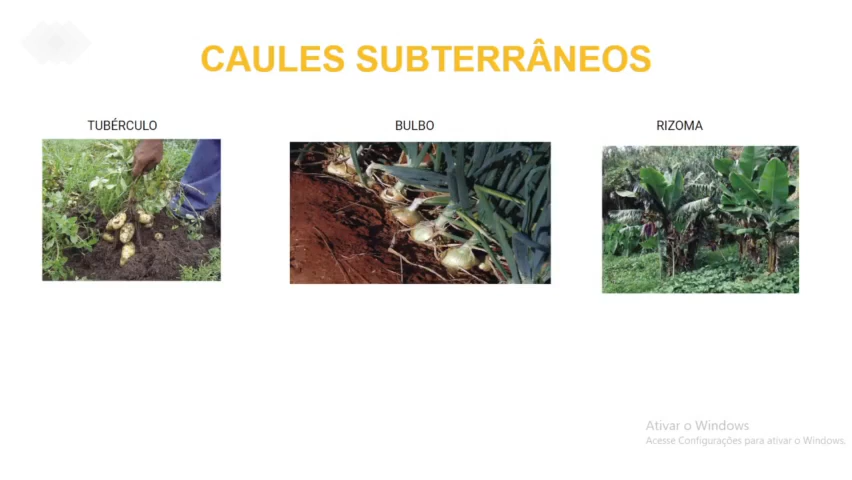 CAULES SUBTERRÂNEOS
TUBÉRCULO
BULBO
RIZOMA
Ativar o Windows
Acesse Configurações para ativar o Windows.